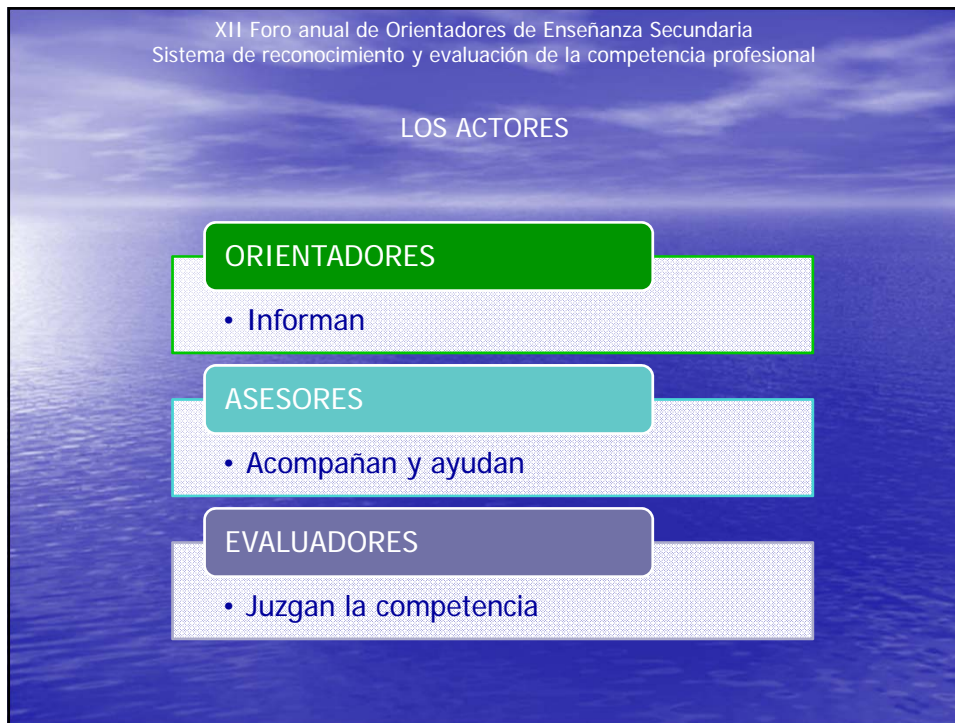 XII Foro anual de Orientadores de Enseñanza Secundaria
Sistema de reconocimiento y evaluación de la competencia profesional
LOS ACTORES
ORIENTADORES
• Informan
ASESORES
• Acompañan y ayudan
EVALUADORES
• Juzgan la competencia